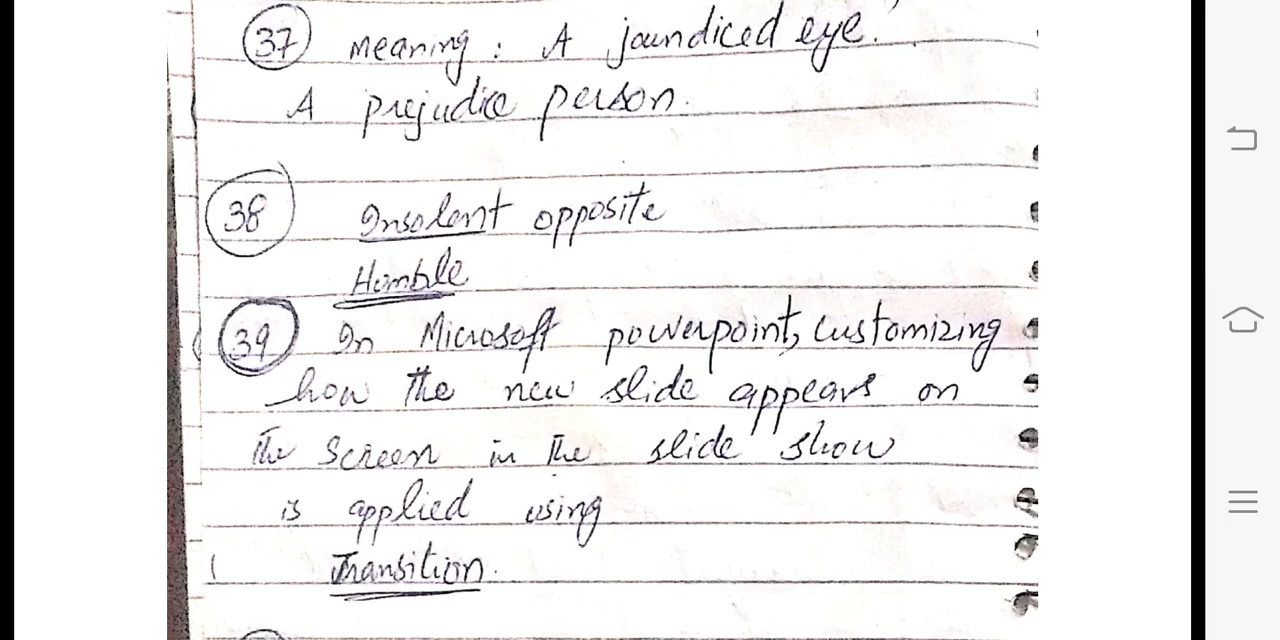 37 meaning : A jaundiced eye.
A prejudice person.
38 Insolent opposite
Humble
39 In Microsoft powerpoint, customizing
how the new slide appears on
the screen in the slide show
is applied using
Transition.